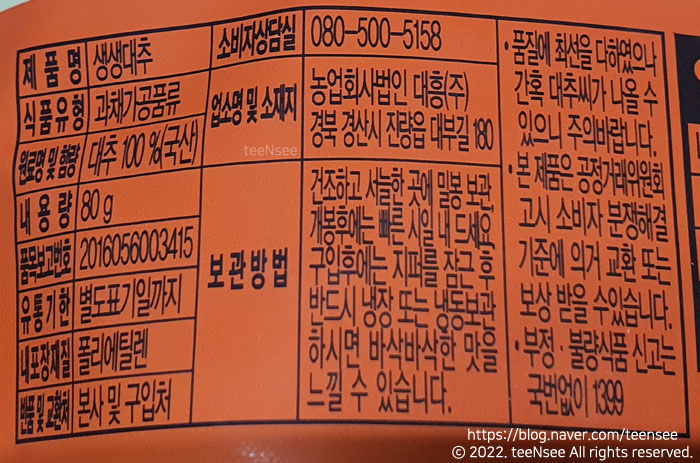 제 품 명 생생대추
식품유형 과채가공품류
원료명 및 함량 대추 100 %(국산)
내 용 량 80 g
품목보고번호 2016056003415
유통기한 별도표기일까지
내포장재질 폴리에틸렌
반품 및 교환처 본사 및 구입처
소비자상담실 080-500-5158
업소명 및 소재지 농업회사법인 대흥(주)
경북 경산시 진량읍 대부길 180
보관방법
건조하고 서늘한 곳에 밀봉 보관,
개봉후에는 빠른 시일 내 드세요.
구입후에는 지퍼를 잠근 후
반드시 냉장 또는 냉동보관
하시면 바삭바삭한 맛을
느낄 수 있습니다.
• 품질에 최선을 다하였으나
간혹 대추씨가 나올 수
있으니 주의바랍니다.
• 본 제품은 공정거래위원회
고시 소비자 분쟁해결
기준에 의거 교환 또는
보상 받을 수있습니다.
• 부정 · 불량식품 신고는
국번없이 1399
teeNsee
https://blog.naver.com/teensee
© 2022. teeNsee All rights reserved.